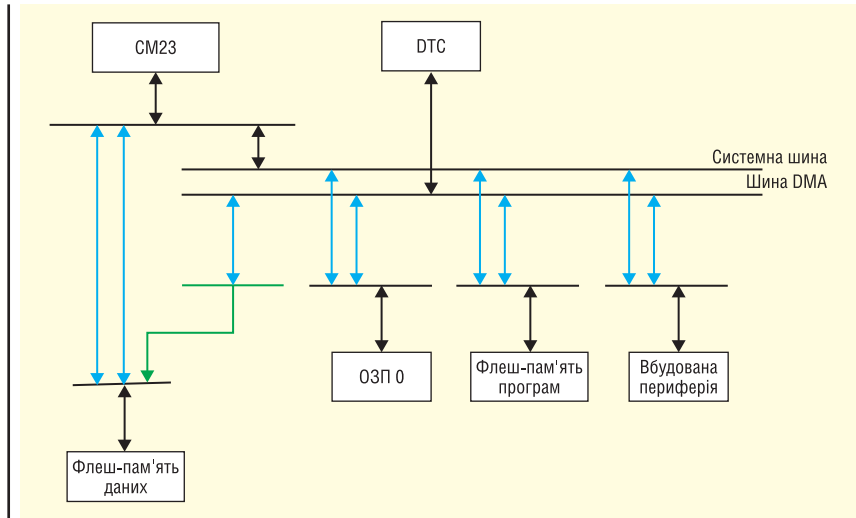 CM23
DTC
Системна шина
Шина DMA
ОЗП 0
Флеш-пам'ять
програм
Вбудована
периферія
Флеш-пам'ять
даних